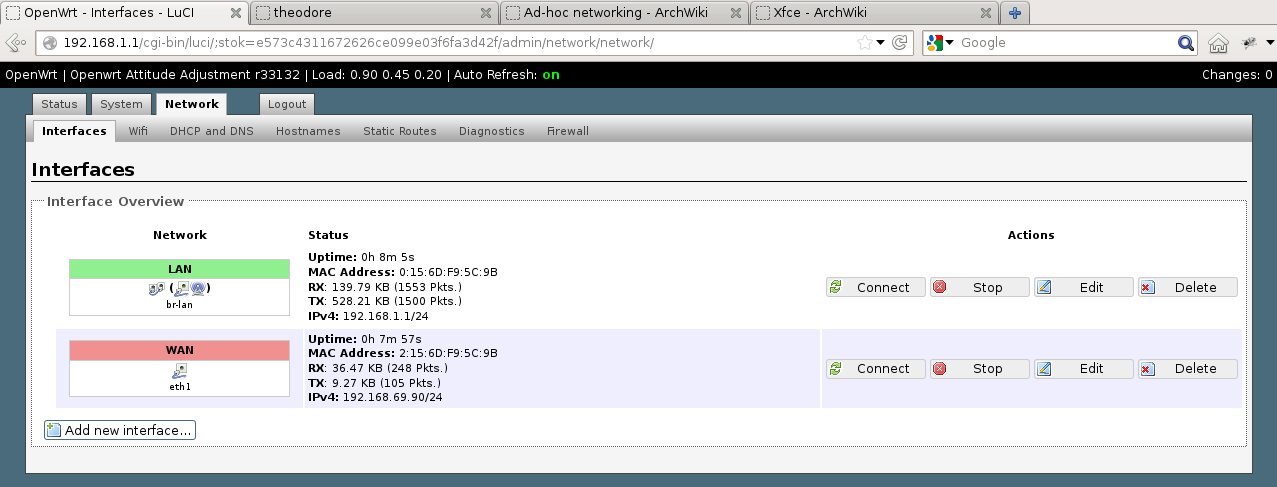 OpenWrt - Interfaces - LuCI
theodore
Ad-hoc networking - ArchWiki
Xfce - ArchWiki
192.168.1.1/cgi-bin/luci/;stok=e573c4311672626ce099e03f6fa3d42f/admin/network/network/
Google
OpenWrt | Openwrt Attitude Adjustment r33132 | Load: 0.90 0.45 0.20 | Auto Refresh: on
Changes: 0
Status System Network Logout
Interfaces Wifi DHCP and DNS Hostnames Static Routes Diagnostics Firewall
Interfaces
Interface Overview
Network Status Actions
LAN
(
)
br-lan
Uptime: 0h 8m 5s
MAC Address: 0:15:6D:F9:5C:9B
RX: 139.79 KB (1553 Pkts.)
TX: 528.21 KB (1500 Pkts.)
IPv4: 192.168.1.1/24
Connect Stop Edit Delete
WAN
eth1
Uptime: 0h 7m 57s
MAC Address: 2:15:6D:F9:5C:9B
RX: 36.47 KB (248 Pkts.)
TX: 9.27 KB (105 Pkts.)
IPv4: 192.168.69.90/24
Connect Stop Edit Delete
Add new interface...